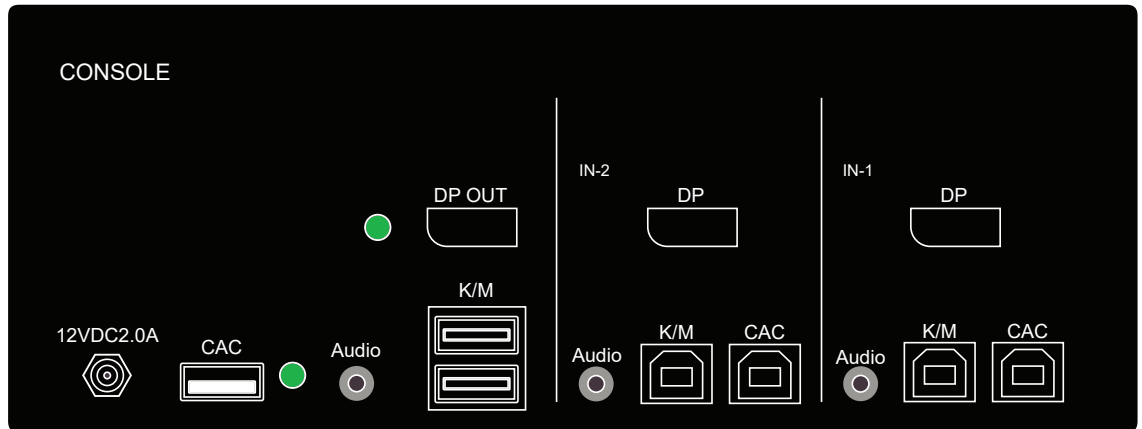 CONSOLE
IN-2
IN-1
DP OUT
DP
DP
K/M
12VDC2.0A
CAC
Audio
Audio
K/M
CAC
Audio
K/M
CAC